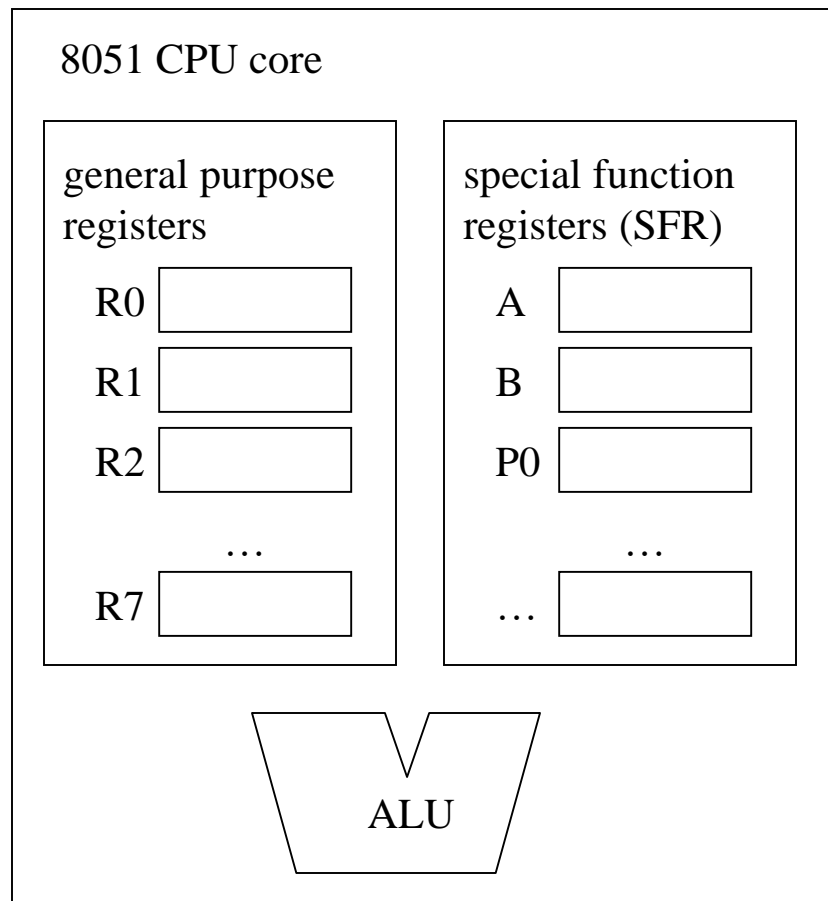 8051 CPU core
general purpose
registers
R0
R1
R2
…
R7
special function
registers (SFR)
A
B
P0
…
…
ALU